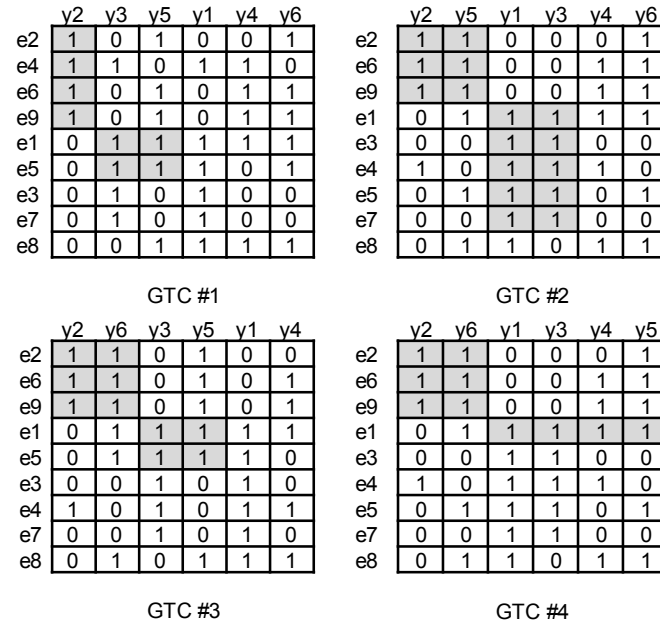 y2 y3 y5 y1 y4 y6
e2 1 0 1 0 0 1
e4 1 1 0 1 1 0
e6 1 0 1 0 1 1
e9 1 0 1 0 1 1
e1 0 1 1 1 1 1
e5 0 1 1 1 0 1
e3 0 1 0 1 0 0
e7 0 1 0 1 0 0
e8 0 0 1 1 1 1
GTC #1
y2 y5 y1 y3 y4 y6
e2 1 1 0 0 0 1
e6 1 1 0 0 1 1
e9 1 1 0 0 1 1
e1 0 1 1 1 1 1
e3 0 0 1 1 0 0
e4 1 0 1 1 1 0
e5 0 1 1 1 0 1
e7 0 0 1 1 0 0
e8 0 1 1 0 1 1
GTC #2
y2 y6 y3 y5 y1 y4
e2 1 1 0 1 0 0
e6 1 1 0 1 0 1
e9 1 1 0 1 0 1
e1 0 1 1 1 1 1
e5 0 1 1 1 1 0
e3 0 0 1 0 1 0
e4 1 0 1 0 1 1
e7 0 0 1 0 1 0
e8 0 1 0 1 1 1
GTC #3
y2 y6 y1 y3 y4 y5
e2 1 1 0 0 0 1
e6 1 1 0 0 1 1
e9 1 1 0 0 1 1
e1 0 1 1 1 1 1
e3 0 0 1 1 0 0
e4 1 0 1 1 1 0
e5 0 1 1 1 0 1
e7 0 0 1 1 0 0
e8 0 1 1 0 1 1
GTC #4